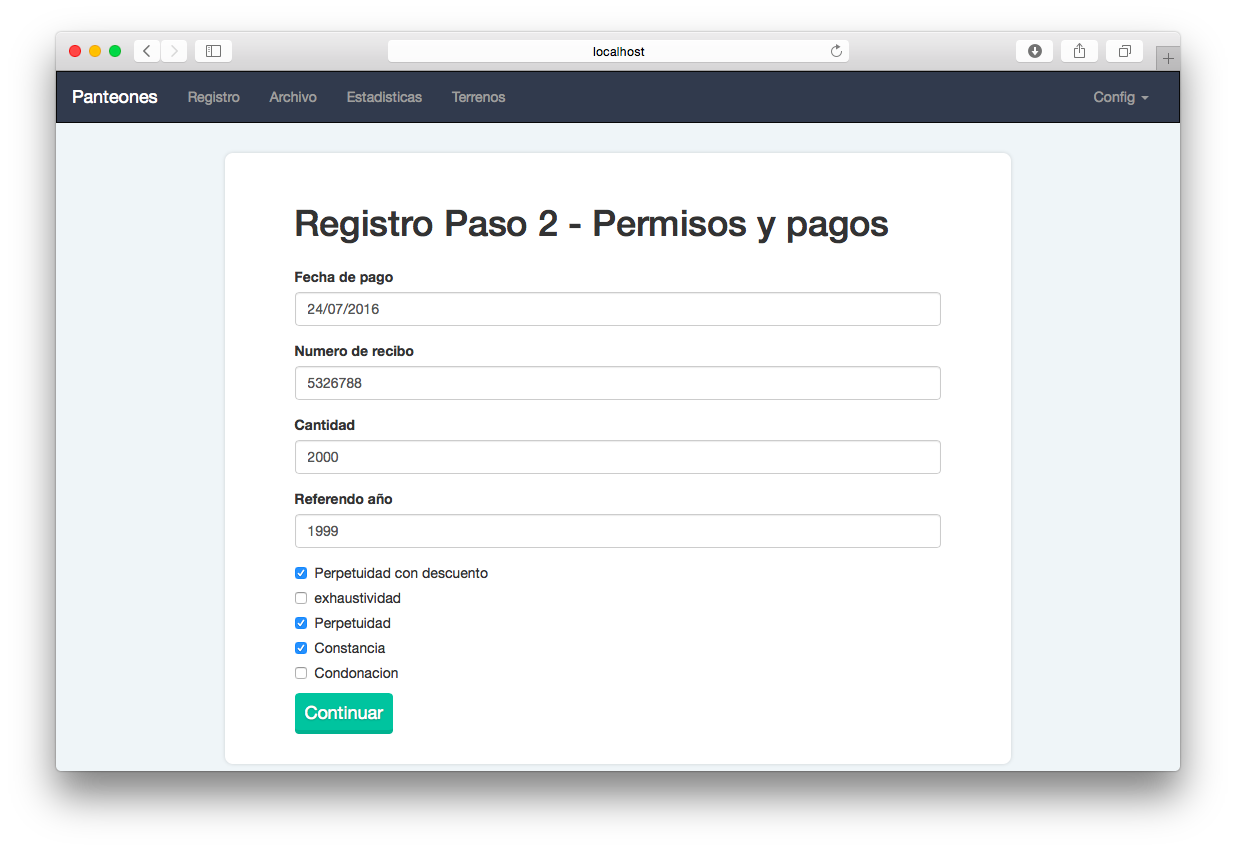 localhost
Panteones Registro Archivo Estadisticas Terrenos Config
Registro Paso 2 - Permisos y pagos
Fecha de pago
24/07/2016
Numero de recibo
5326788
Cantidad
2000
Referendo año
1999
Perpetuidad con descuento
exhaustividad
Perpetuidad
Constancia
Condonacion
Continuar